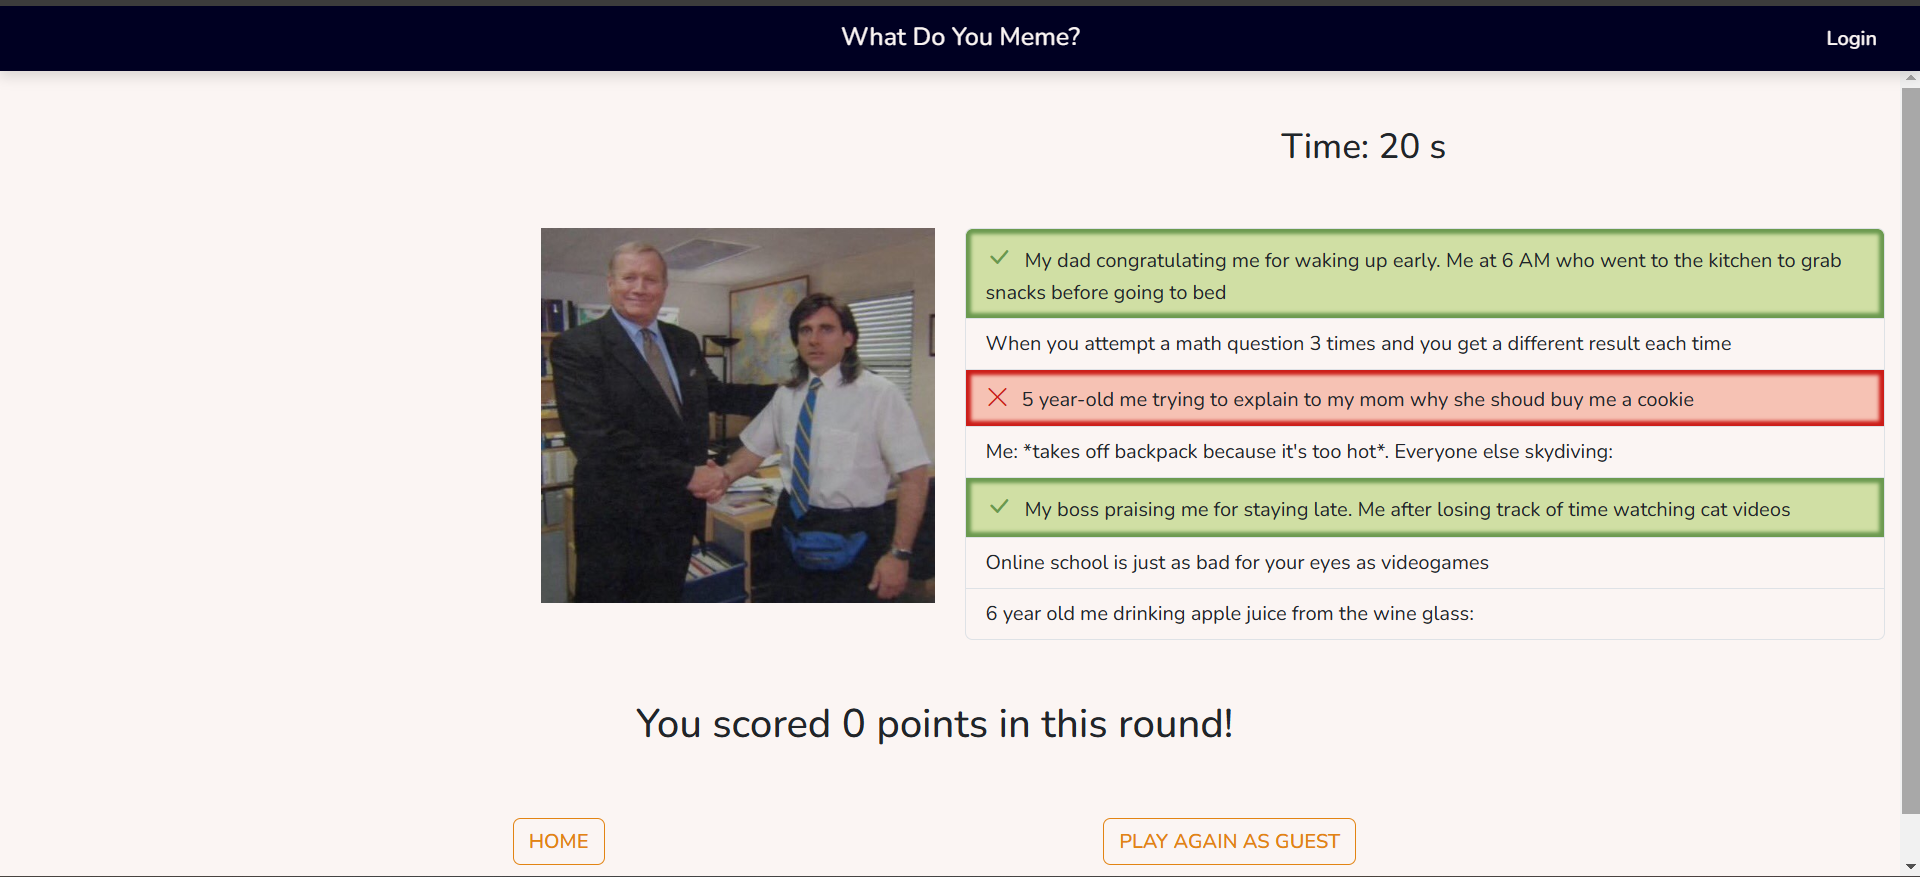 What Do You Meme?
Login
Time: 20 s
My dad congratulating me for waking up early. Me at 6 AM who went to the kitchen to grab
snacks before going to bed
When you attempt a math question 3 times and you get a different result each time
5 year-old me trying to explain to my mom why she shoud buy me a cookie
Me: *takes off backpack because it's too hot*. Everyone else skydiving:
My boss praising me for staying late. Me after losing track of time watching cat videos
Online school is just as bad for your eyes as videogames
6 year old me drinking apple juice from the wine glass:
You scored 0 points in this round!
HOME
PLAY AGAIN AS GUEST